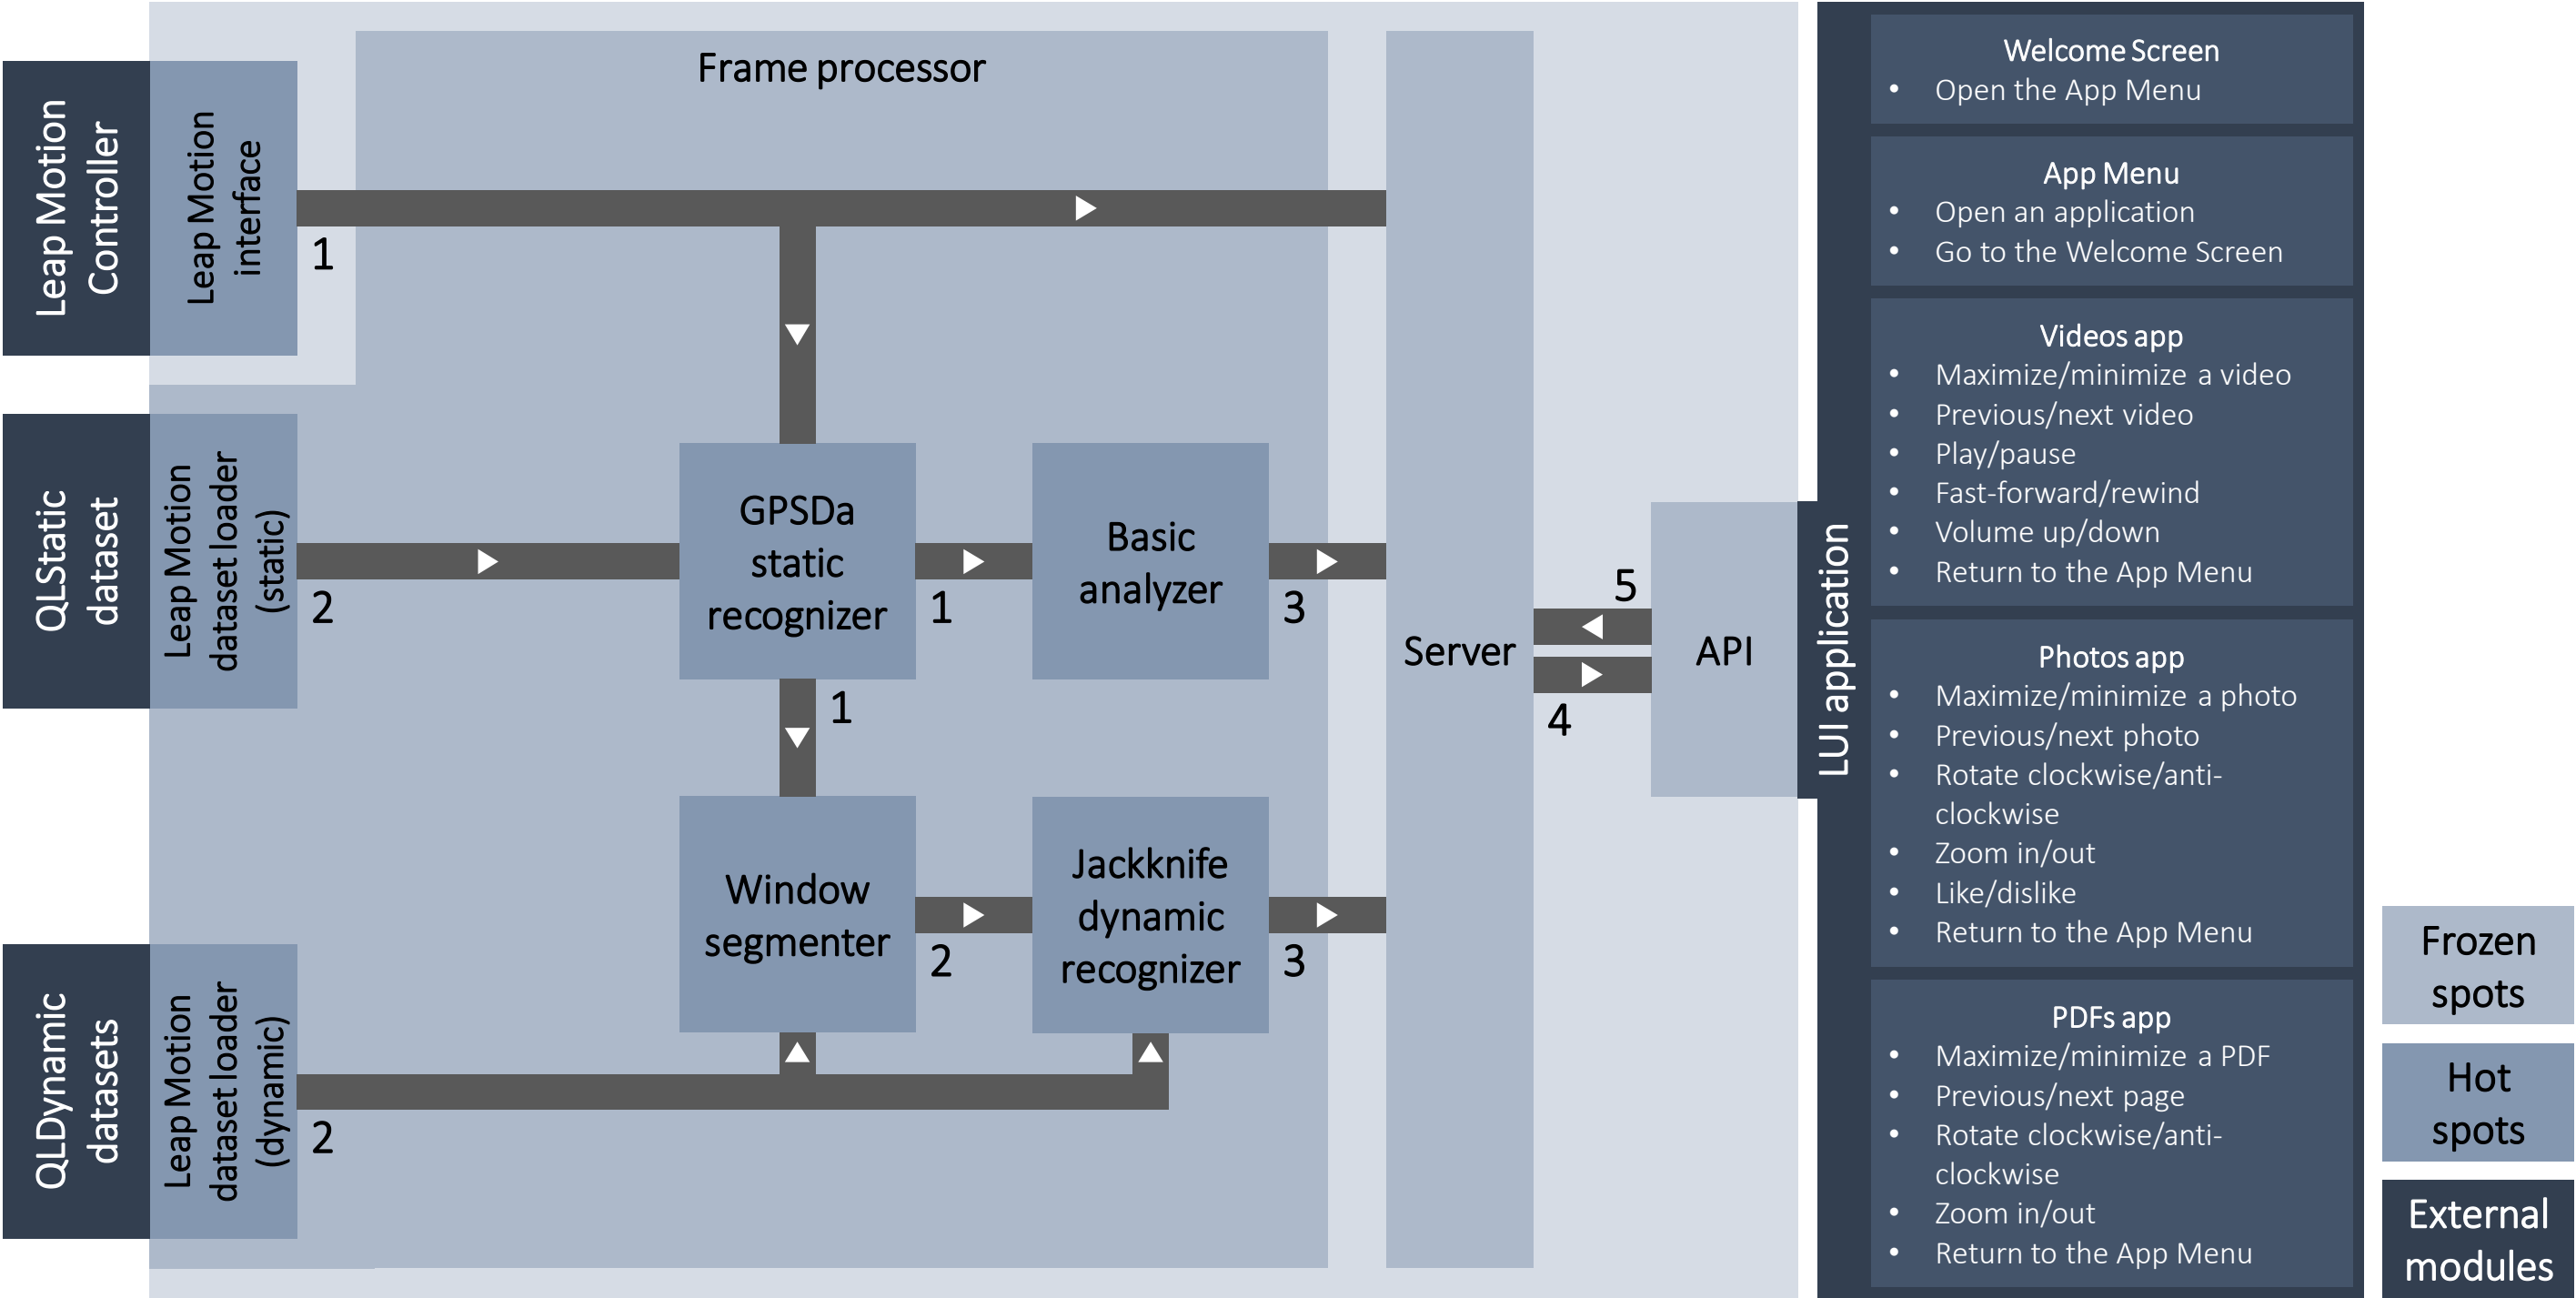 Leap Motion
Controller
Leap Motion
interface
1
Frame processor
QLStatic
dataset
Leap Motion
dataset loader
(static)
2
GPSDa
static
recognizer
1
Basic
analyzer
3
1
QLDynamic
datasets
Leap Motion
dataset loader
(dynamic)
2
Window
segmenter
2
Jackknife
dynamic
recognizer
3
Server
5
4
API
LUI application
Welcome Screen
• Open the App Menu
App Menu
• Open an application
• Go to the Welcome Screen
Videos app
• Maximize/minimize a video
• Previous/next video
• Play/pause
• Fast-forward/rewind
• Volume up/down
• Return to the App Menu
Photos app
• Maximize/minimize a photo
• Previous/next photo
• Rotate clockwise/anti-
clockwise
• Zoom in/out
• Like/dislike
• Return to the App Menu
PDFs app
• Maximize/minimize a PDF
• Previous/next page
• Rotate clockwise/anti-
clockwise
• Zoom in/out
• Return to the App Menu
Frozen
spots
Hot
spots
External
modules